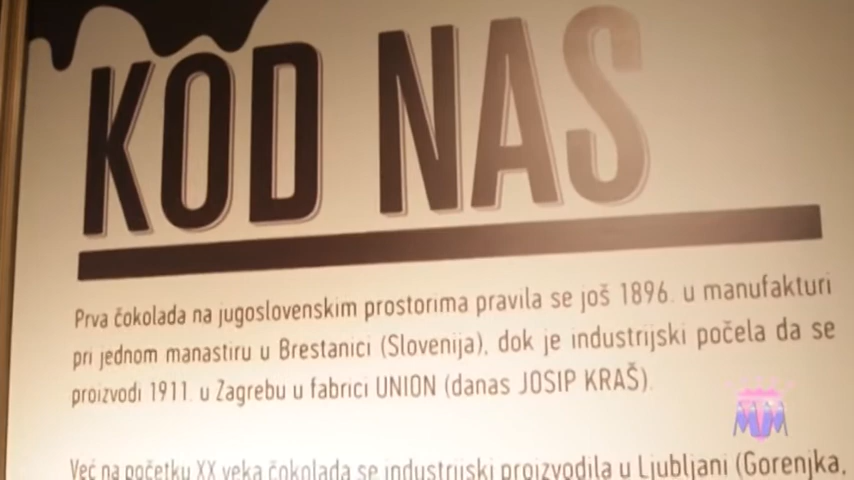 KOD NAS
Prva čokolada na jugoslovenskim prostorima pravila se još 1896. u manufakturi
pri jednom manastiru u Brestanici (Slovenija), dok je industrijski počela da se
proizvodi 1911. u Zagrebu u fabrici UNION (danas JOSIP KRAŠ).
Već na početku XX veka čokolada se industrijski proizvodila u Ljubljani (Gorenjka,